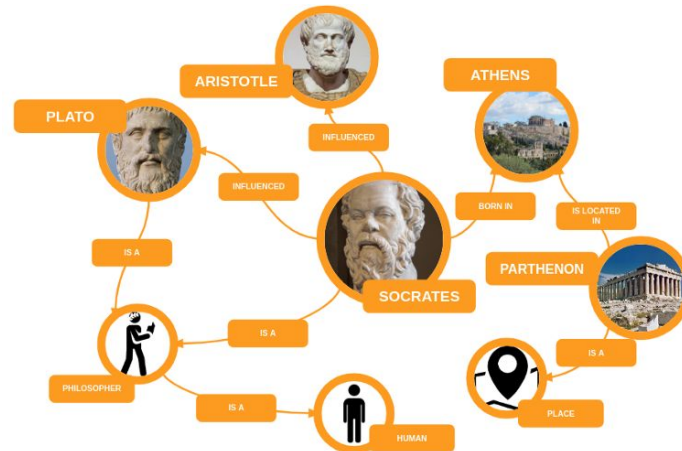 ARISTOTLE
ATHENS
PLATO
INFLUENCED
INFLUENCED
BORN IN
IS LOCATED
IN
IS A
PARTHENON
SOCRATES
IS A
IS A
PHILOSOPHER
IS A
PLACE
HUMAN